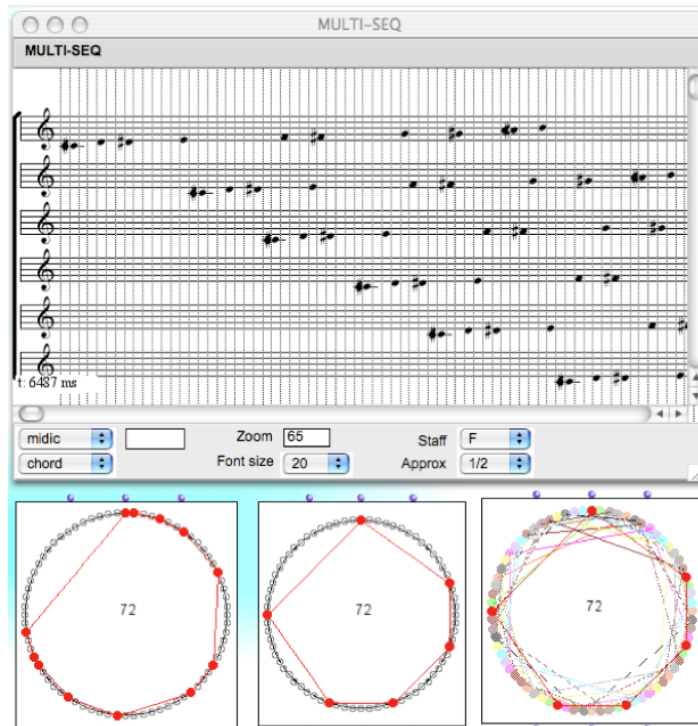 MULTI-SEQ
MULTI-SEQ
t: 6487 ms
midic Zoom 65 Staff F
chord Font size 20 Approx 1/2
72 72 72